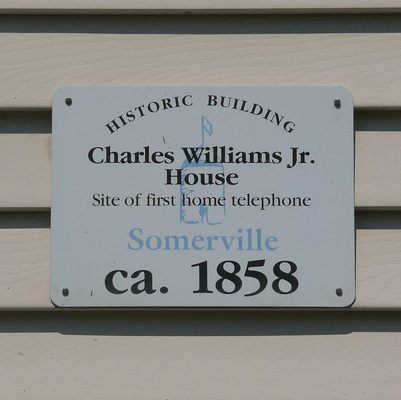 HISTORIC BUILDING
Charles Williams Jr.
House
Site of first home telephone
Somerville
ca. 1858